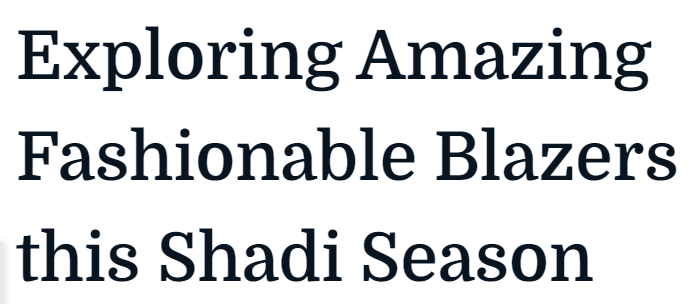 Exploring Amazing
Fashionable Blazers
this Shadi Season